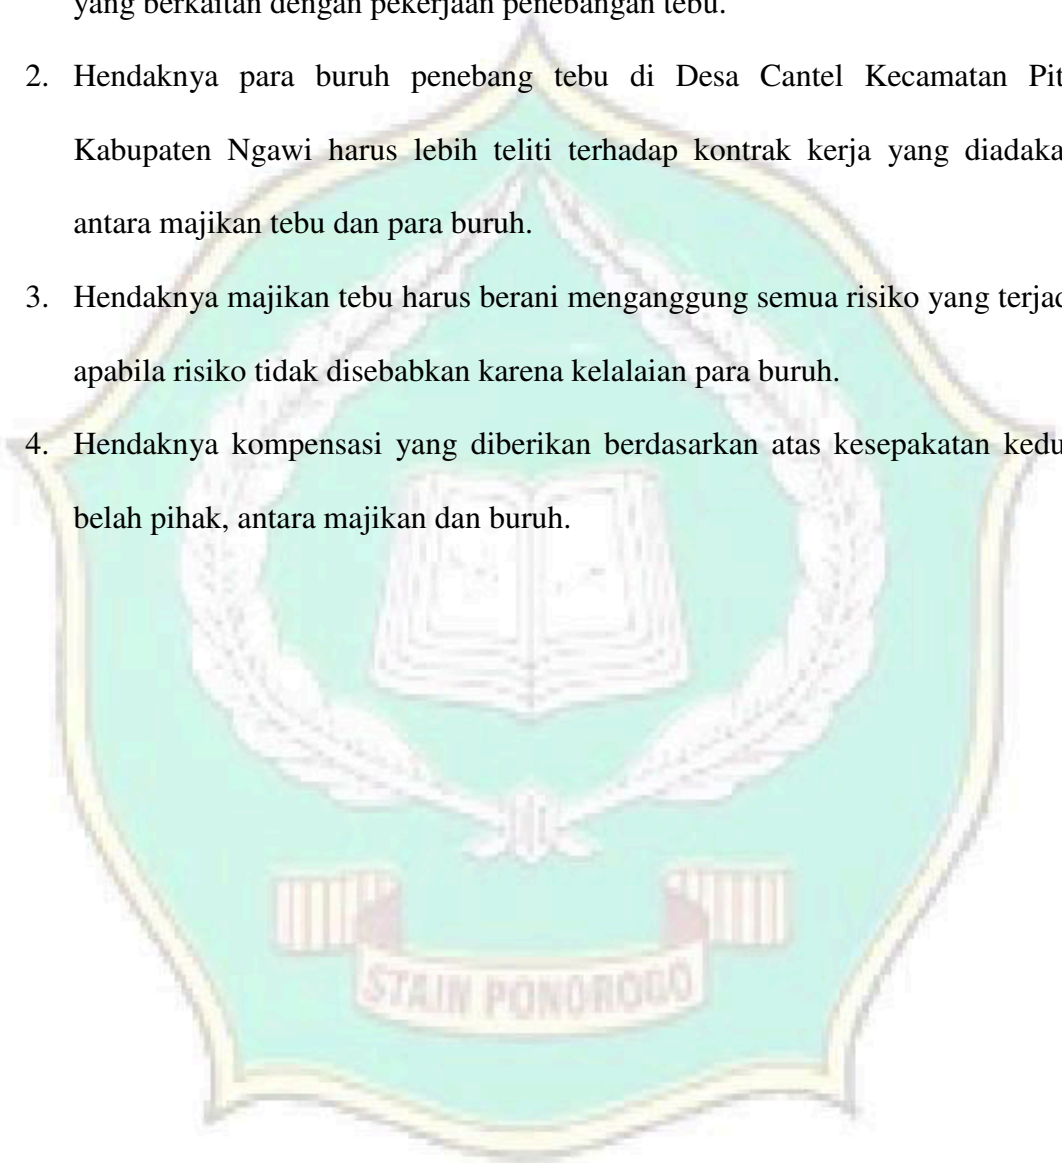 yang berkaitan dengan pekerjaan penebangan tebu.
2. Hendaknya para buruh penebang tebu di Desa Cantel Kecamatan Pit
Kabupaten Ngawi harus lebih teliti terhadap kontrak kerja yang diadaka
antara majikan tebu dan para buruh.
3. Hendaknya majikan tebu harus berani menganggung semua risiko yang terjad
apabila risiko tidak disebabkan karena kelalaian para buruh.
4. Hendaknya kompensasi yang diberikan berdasarkan atas kesepakatan kedu
belah pihak, antara majikan dan buruh.
STAIN PONOROGO